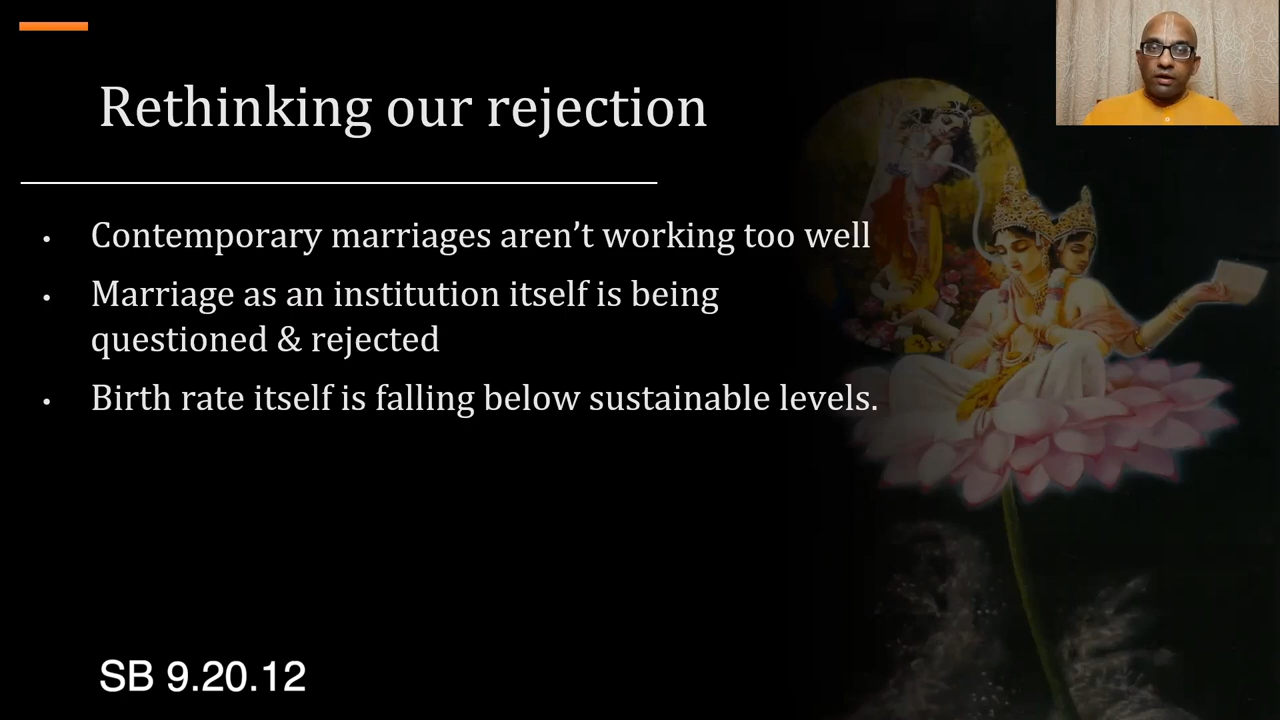 Rethinking our rejection
• Contemporary marriages aren’t working too well
• Marriage as an institution itself is being
questioned & rejected
• Birth rate itself is falling below sustainable levels.
SB 9.20.12